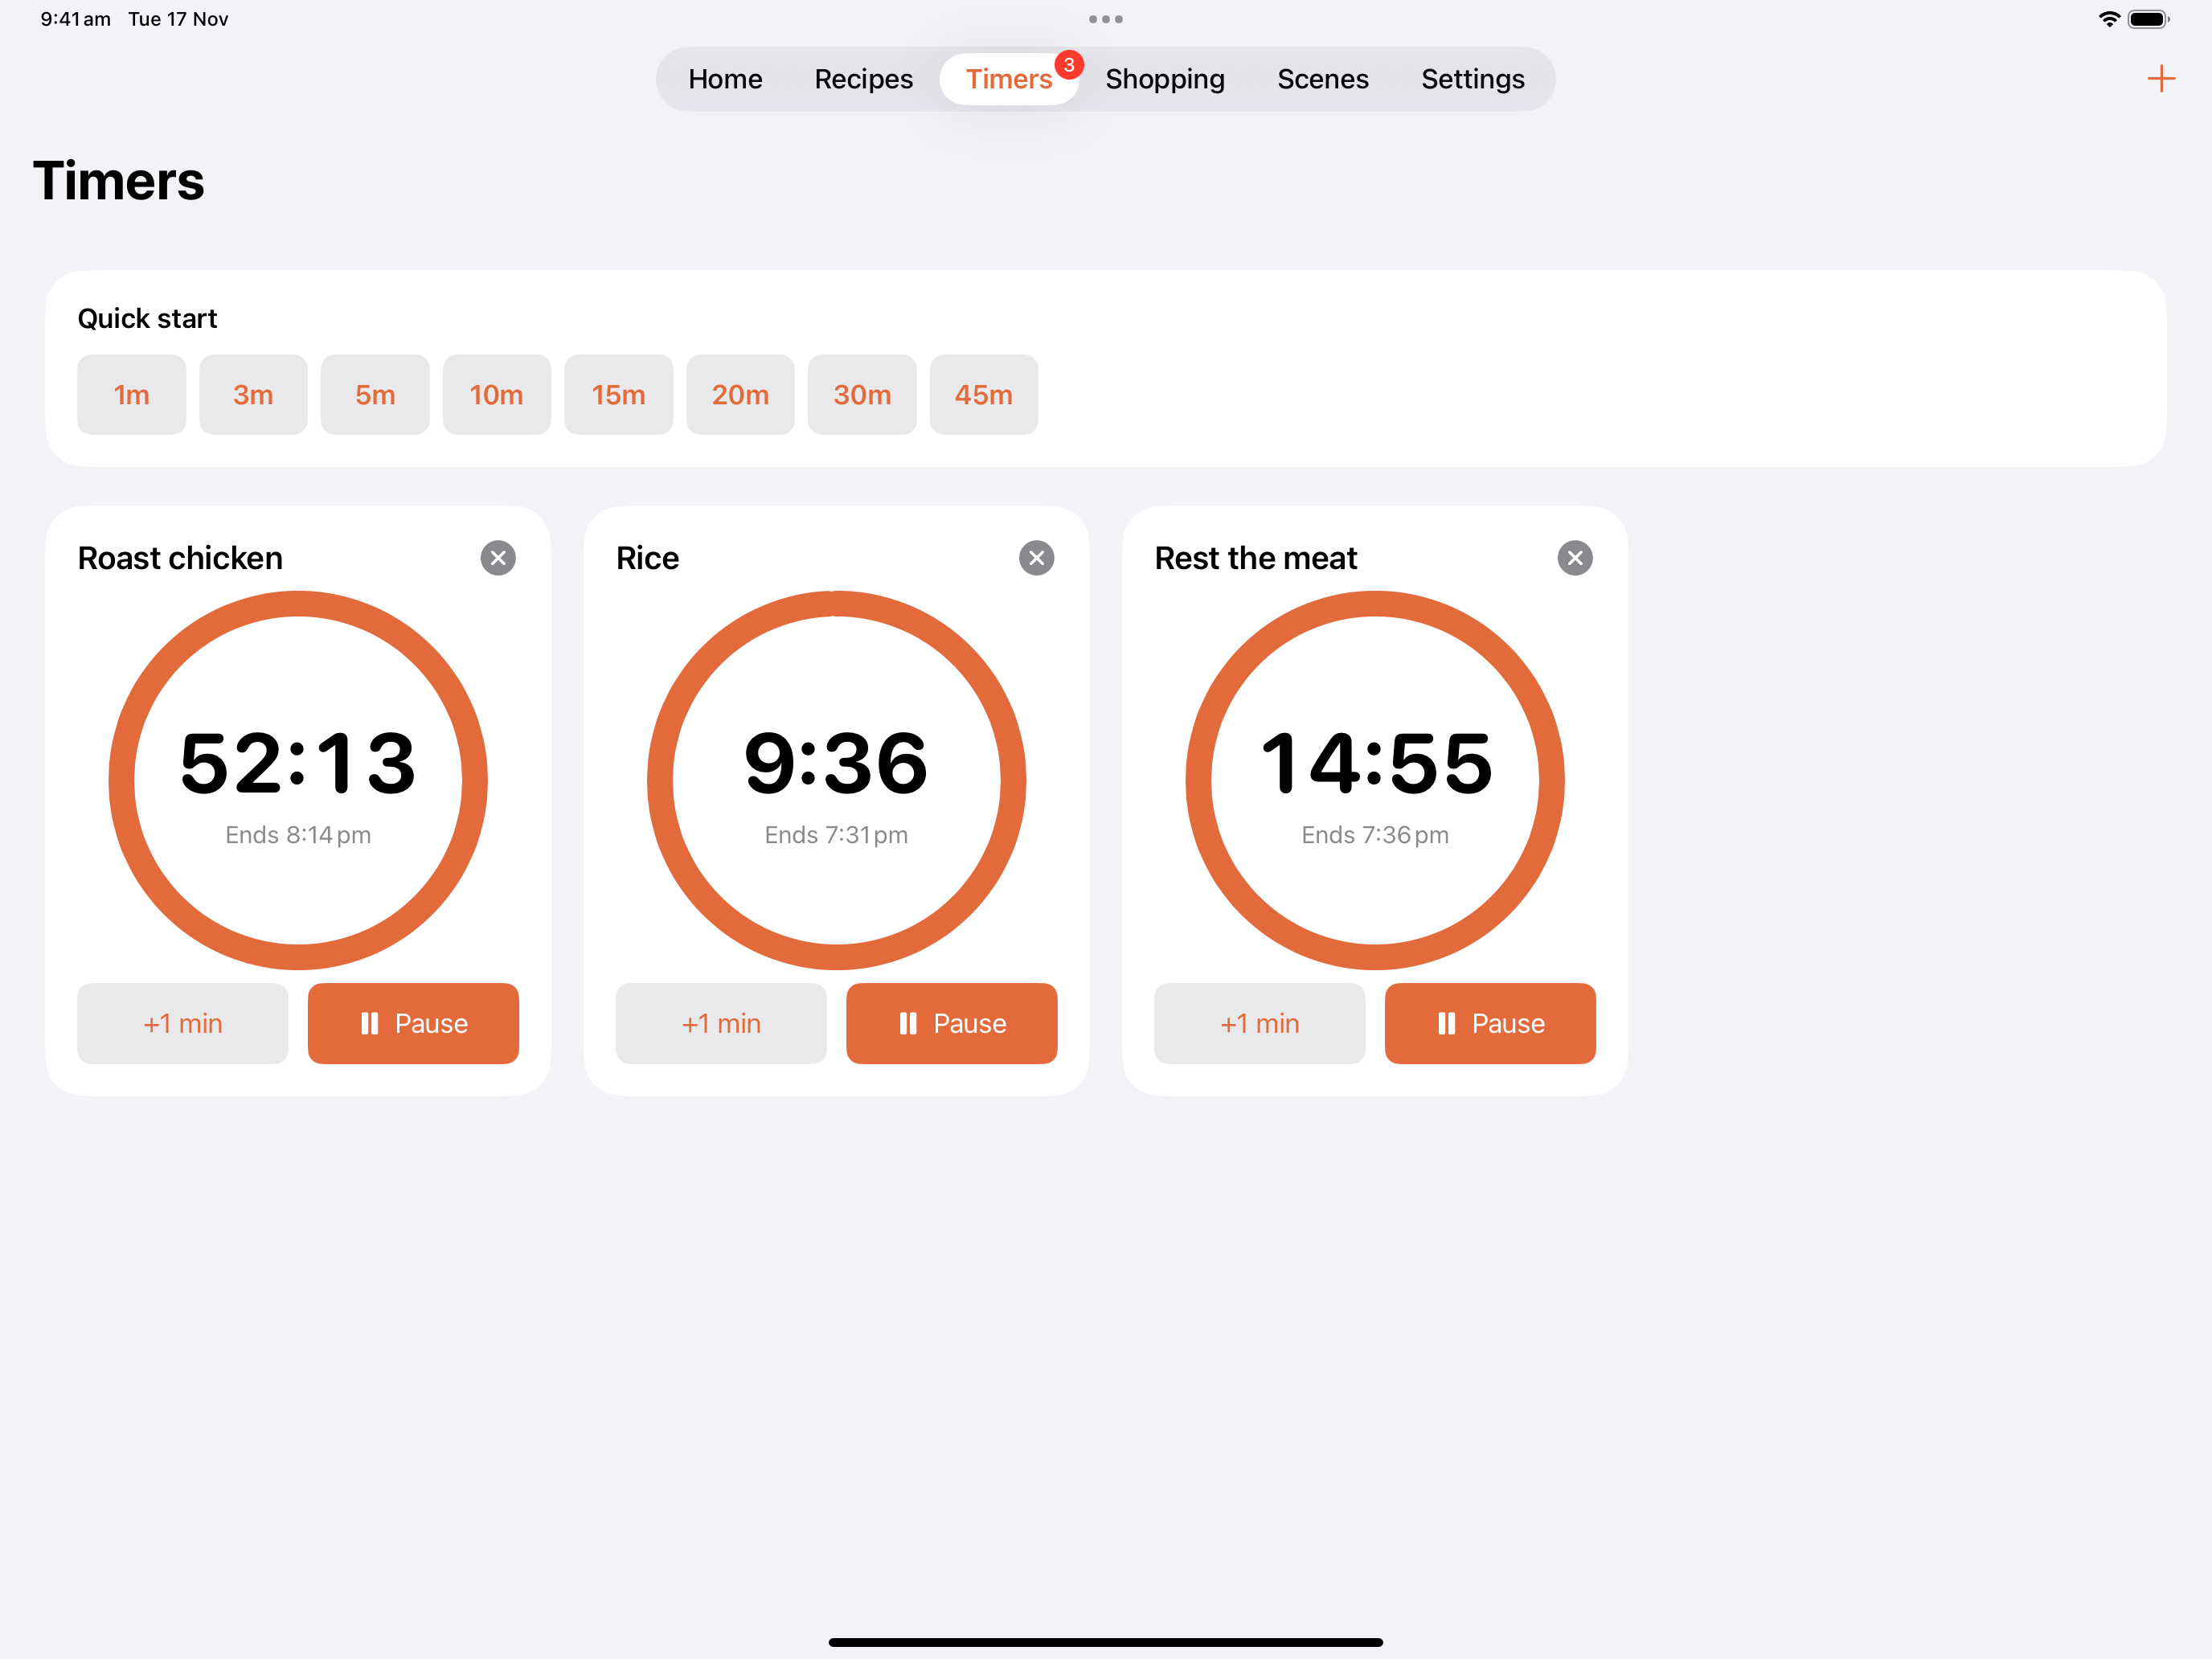 9:41 am Tue 17 Nov
Home Recipes Timers 3 Shopping Scenes Settings
Timers
Quick start
1m 3m 5m 10m 15m 20m 30m 45m
Roast chicken
52:13
Ends 8:14 pm
+1 min Pause
Rice
9:36
Ends 7:31 pm
+1 min Pause
Rest the meat
14:55
Ends 7:36 pm
+1 min Pause